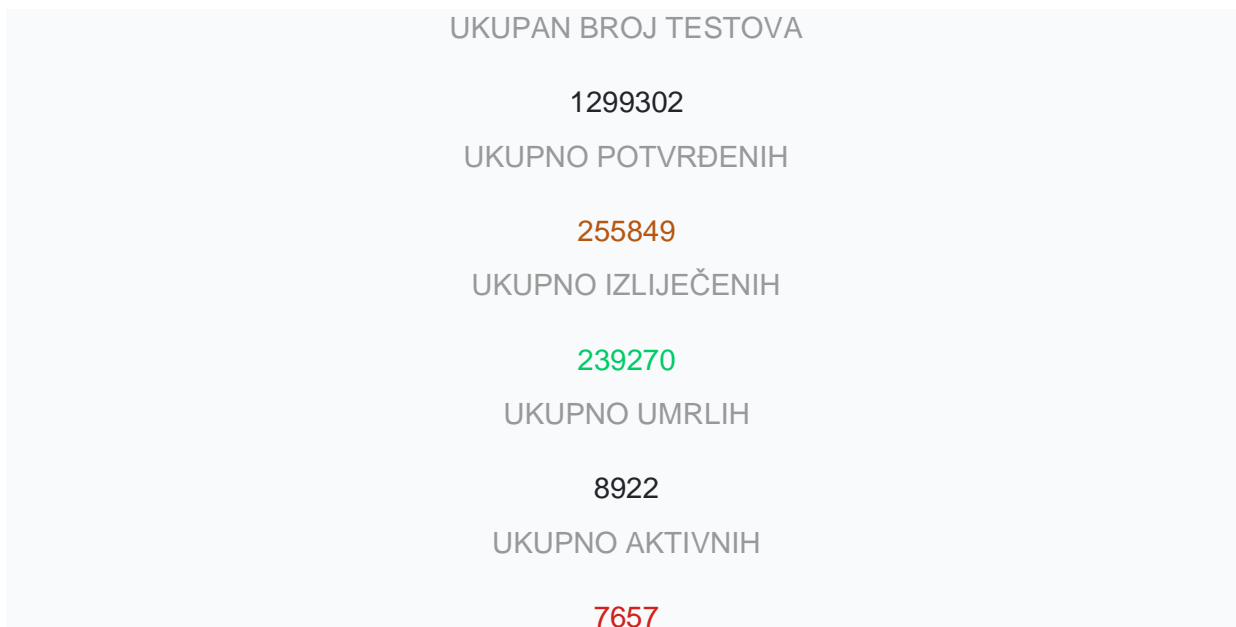 UKUPAN BROJ TESTOVA
1299302
UKUPNO POTVRĐENIH
255849
UKUPNO IZLIJEČENIH
239270
UKUPNO UMRLIH
8922
UKUPNO AKTIVNIH
7657